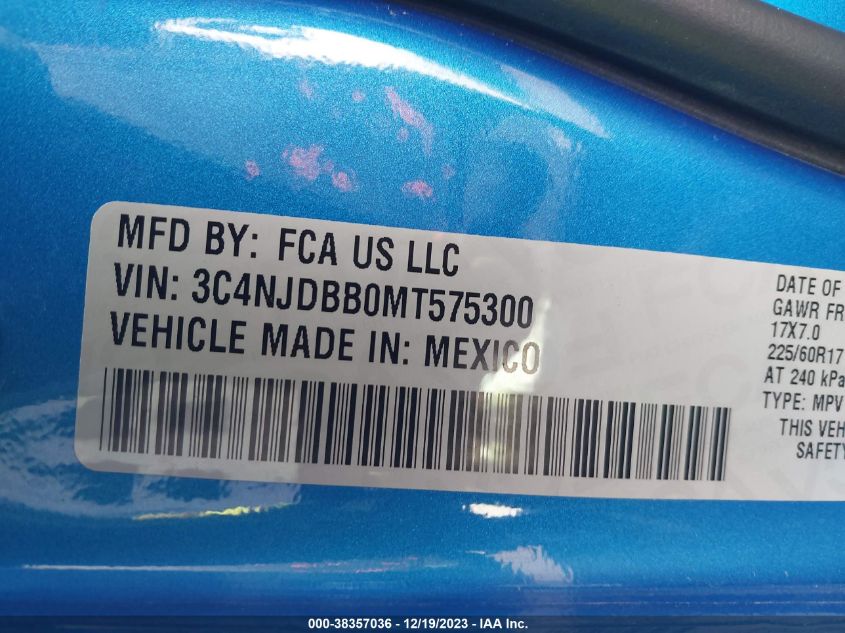 MFD BY: FCA US LLC
VIN: 3C4NJDBB0MT575300
VEHICLE MADE IN: MEXICO
DATE OF
GAWR FR
17X7.0
225/60R17
AT 240 kPa
TYPE: MPV
THIS VEH
SAFETY
000-38357036 - 12/19/2023 - IAA Inc.